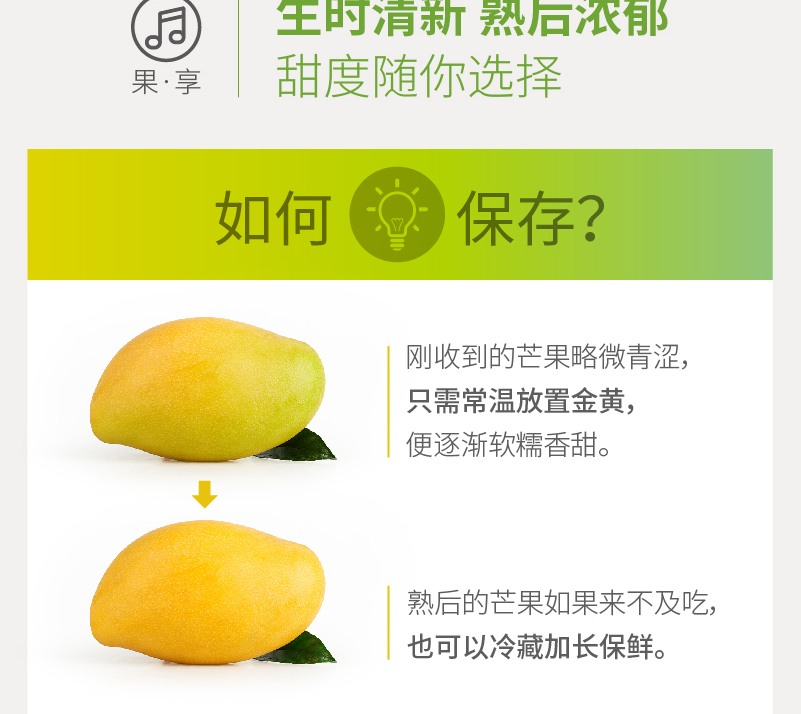 生时清新 熟后浓郁
果·享
甜度随你选择
如何保存?
刚收到的芒果略微青涩，
只需常温放置金黄，
便逐渐软糯香甜。
熟后的芒果如果来不及吃，
也可以冷藏加长保鲜。